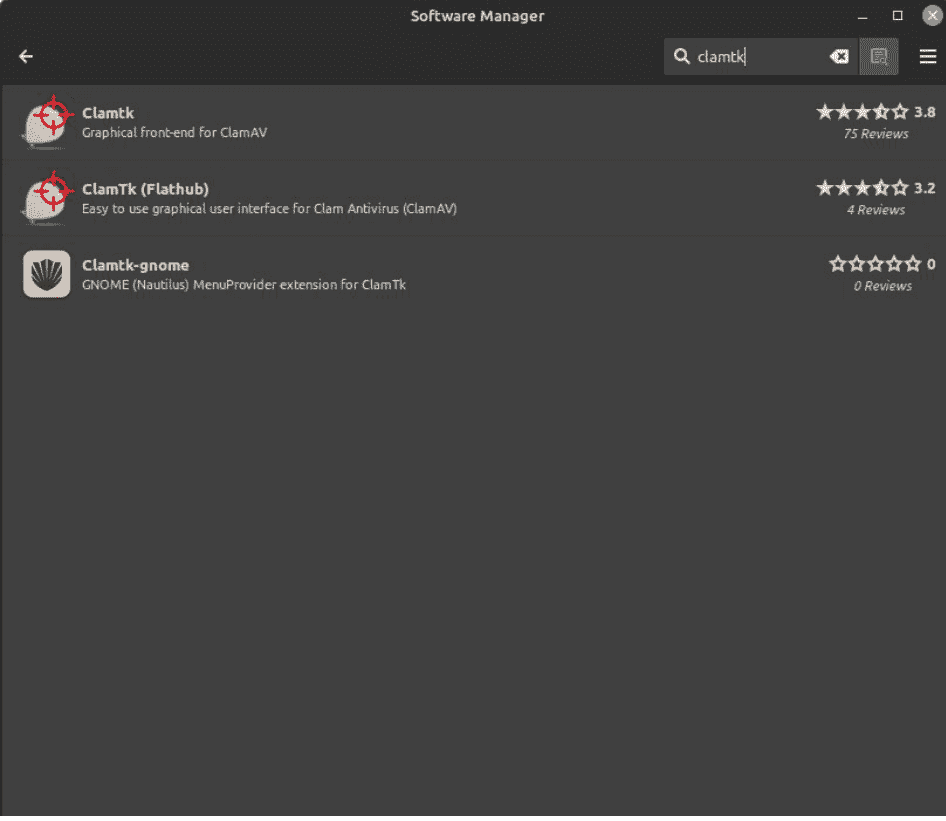 Software Manager
clamtk
Clamtk
Graphical front-end for ClamAV
3.8
75 Reviews
ClamTk (Flathub)
Easy to use graphical user interface for Clam Antivirus (ClamAV)
3.2
4 Reviews
Clamtk-gnome
GNOME (Nautilus) MenuProvider extension for ClamTk
0
0 Reviews